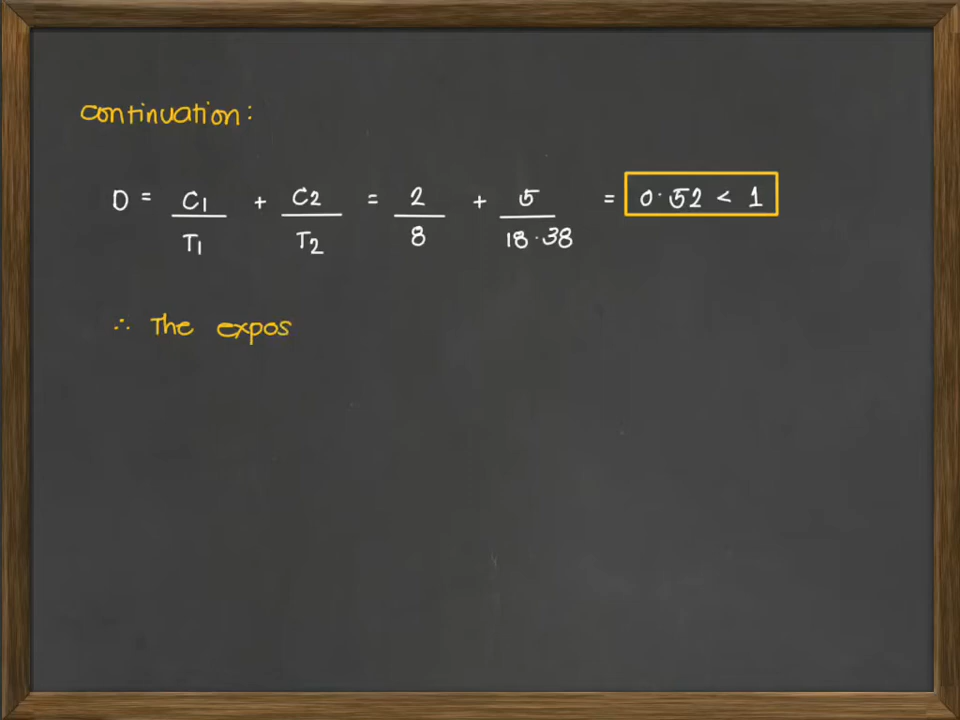 continuation:
D = C1/T1 + C2/T2 = 2/8 + 5/18.38 = 0.52 < 1
∴ The expos